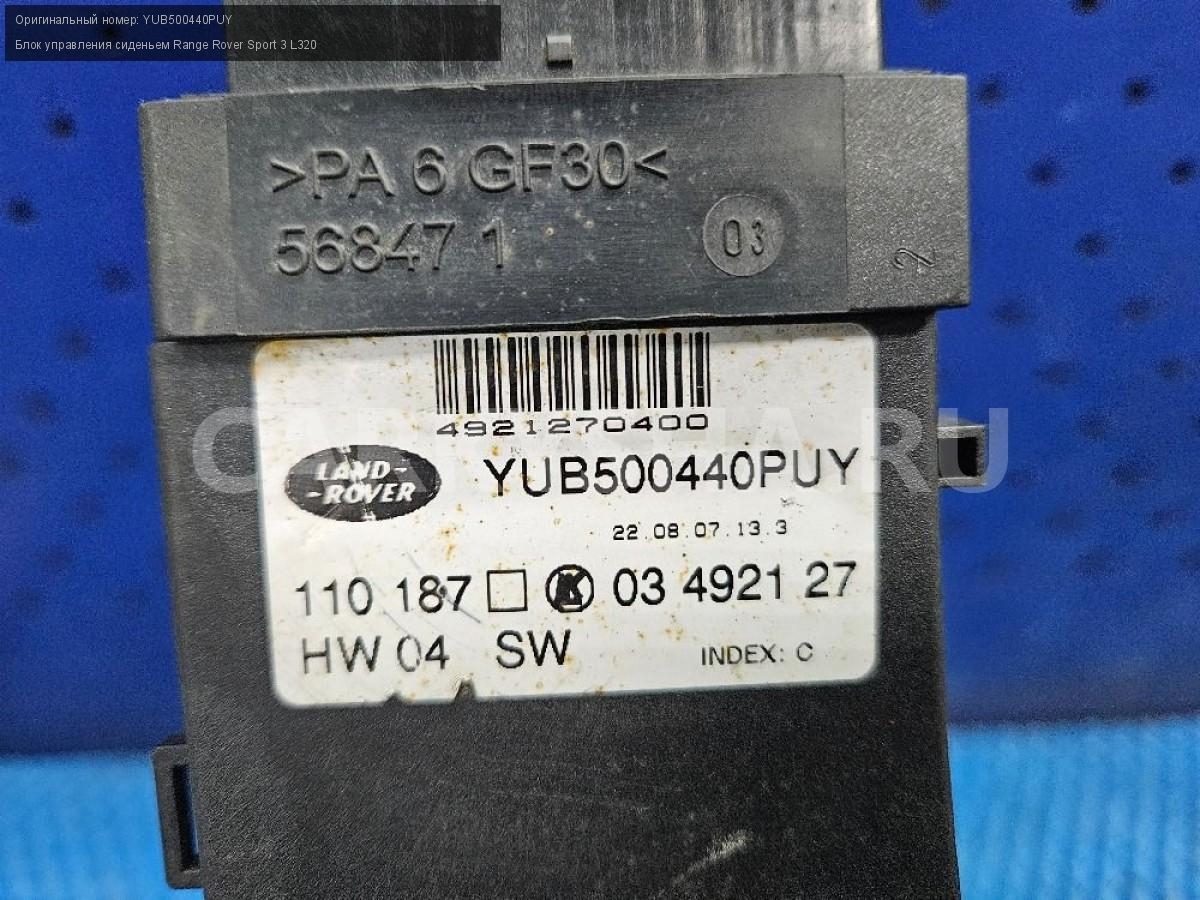 Оригинальный номер: YUB500440PUY
Блок управления сиденьем Range Rover Sport 3 L320
>PA 6 GF30<
56847 1
03
2
4921270400
LAND-
-ROVER
YUB500440PUY
22.08.07.13.3
110 187 □ K 03 4921 27
HW 04 SW
INDEX: C